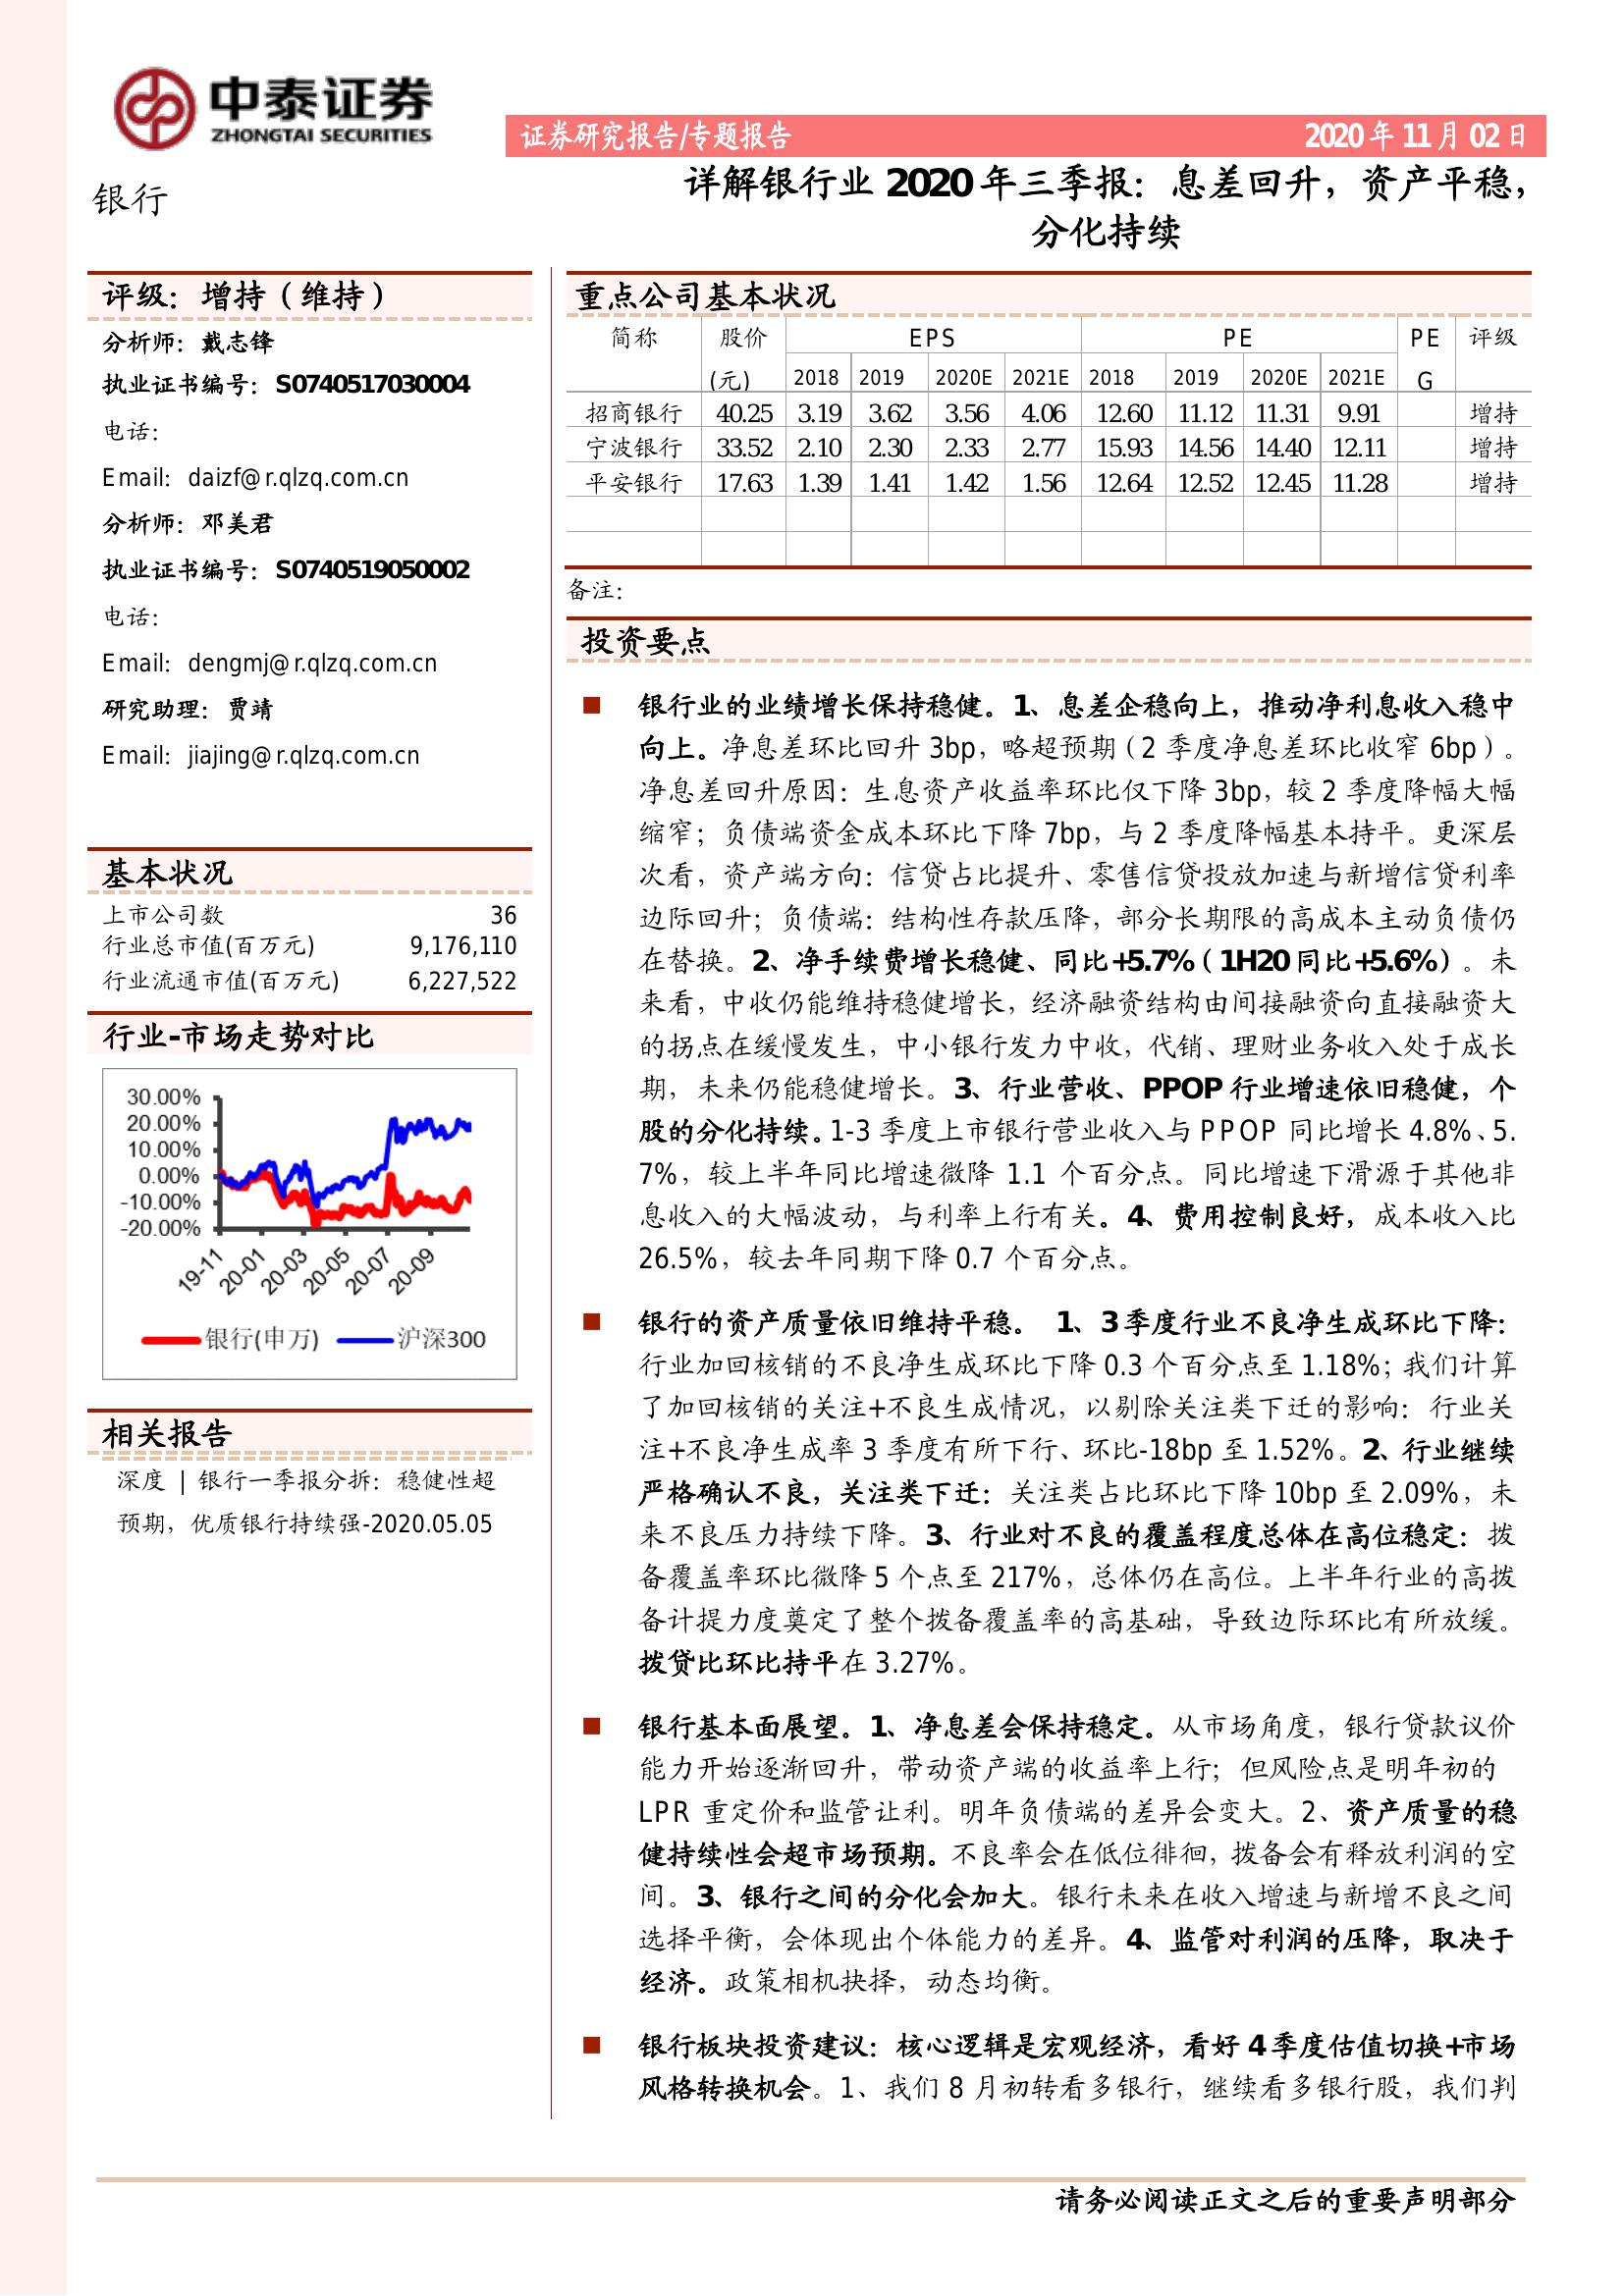 中泰证券
ZHONGTAI SECURITIES
证券研究报告/专题报告 2020年11月02日
银行
详解银行业2020年三季报：息差回升，资产平稳，
分化持续
评级：增持（维持）
分析师：戴志锋
执业证书编号：S0740517030004
电话：
Email：daizf@r.qlzq.com.cn
分析师：邓美君
执业证书编号：S0740519050002
电话：
Email：dengmj@r.qlzq.com.cn
研究助理：贾靖
Email：jiajing@r.qlzq.com.cn
基本状况
上市公司数 36
行业总市值(百万元) 9,176,110
行业流通市值(百万元) 6,227,522
行业-市场走势对比
30.00%
20.00%
10.00%
0.00%
-10.00%
-20.00%
19-11 20-01 20-03 20-05 20-07 20-09
银行(申万) 沪深300
相关报告
深度 | 银行一季报分拆：稳健性超
预期，优质银行持续强-2020.05.05
重点公司基本状况
简称 股价 EPS PE PE 评级
(元) 2018 2019 2020E 2021E 2018 2019 2020E 2021E G
招商银行 40.25 3.19 3.62 3.56 4.06 12.60 11.12 11.31 9.91 增持
宁波银行 33.52 2.10 2.30 2.33 2.77 15.93 14.56 14.40 12.11 增持
平安银行 17.63 1.39 1.41 1.42 1.56 12.64 12.52 12.45 11.28 增持
备注：
投资要点
■ 银行业的业绩增长保持稳健。1、息差企稳向上，推动净利息收入稳中
向上。净息差环比回升 3bp，略超预期（2 季度净息差环比收窄 6bp）。
净息差回升原因：生息资产收益率环比仅下降 3bp，较 2 季度降幅大幅
缩窄；负债端资金成本环比下降 7bp，与 2 季度降幅基本持平。更深层
次看，资产端方向：信贷占比提升、零售信贷投放加速与新增信贷利率
边际回升；负债端：结构性存款压降，部分长期限的高成本主动负债仍
在替换。2、净手续费增长稳健、同比+5.7%（1H20 同比+5.6%）。未
来看，中收仍能维持稳健增长，经济融资结构由间接融资向直接融资大
的拐点在缓慢发生，中小银行发力中收，代销、理财业务收入处于成长
期，未来仍能稳健增长。3、行业营收、PPOP 行业增速依旧稳健，个
股的分化持续。1-3 季度上市银行营业收入与 PPOP 同比增长 4.8%、5.
7%，较上半年同比增速微降 1.1 个百分点。同比增速下滑源于其他非
息收入的大幅波动，与利率上行有关。4、费用控制良好，成本收入比
26.5%，较去年同期下降 0.7 个百分点。
■ 银行的资产质量依旧维持平稳。 1、3 季度行业不良净生成环比下降：
行业加回核销的不良净生成环比下降 0.3 个百分点至 1.18%；我们计算
了加回核销的关注+不良生成情况，以剔除关注类下迁的影响：行业关
注+不良净生成率 3 季度有所下行、环比-18bp 至 1.52%。2、行业继续
严格确认不良，关注类下迁：关注类占比环比下降 10bp 至 2.09%，未
来不良压力持续下降。3、行业对不良的覆盖程度总体在高位稳定：拨
备覆盖率环比微降 5 个点至 217%，总体仍在高位。上半年行业的高拨
备计提力度奠定了整个拨备覆盖率的高基础，导致边际环比有所放缓。
拨贷比环比持平在 3.27%。
■ 银行基本面展望。1、净息差会保持稳定。从市场角度，银行贷款议价
能力开始逐渐回升，带动资产端的收益率上行；但风险点是明年初的
LPR 重定价和监管让利。明年负债端的差异会变大。2、资产质量的稳
健持续性会超市场预期。不良率会在低位徘徊，拨备会有释放利润的空
间。3、银行之间的分化会加大。银行未来在收入增速与新增不良之间
选择平衡，会体现出个体能力的差异。4、监管对利润的压降，取决于
经济。政策相机抉择，动态均衡。
■ 银行板块投资建议：核心逻辑是宏观经济，看好 4 季度估值切换+市场
风格转换机会。1、我们 8 月初转看多银行，继续看多银行股，我们判
请务必阅读正文之后的重要声明部分